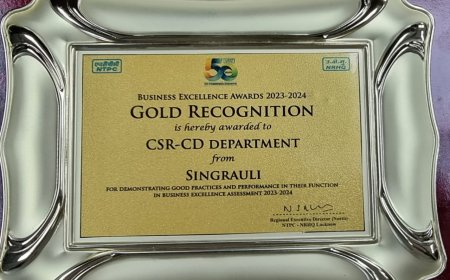 एनटीपीसी
NTPC
50
NRHQ
BUSINESS EXCELLENCE AWARDS 2023-2024
GOLD RECOGNITION
is hereby awarded to
CSR-CD DEPARTMENT
from
SINGRAULI
FOR DEMONSTRATING GOOD PRACTICES AND PERFORMANCE IN THEIR FUNCTION
IN BUSINESS EXCELLENCE ASSESSMENT 2023-2024
Regional Executive Director (North)
NTPC - NRHQ Lucknow